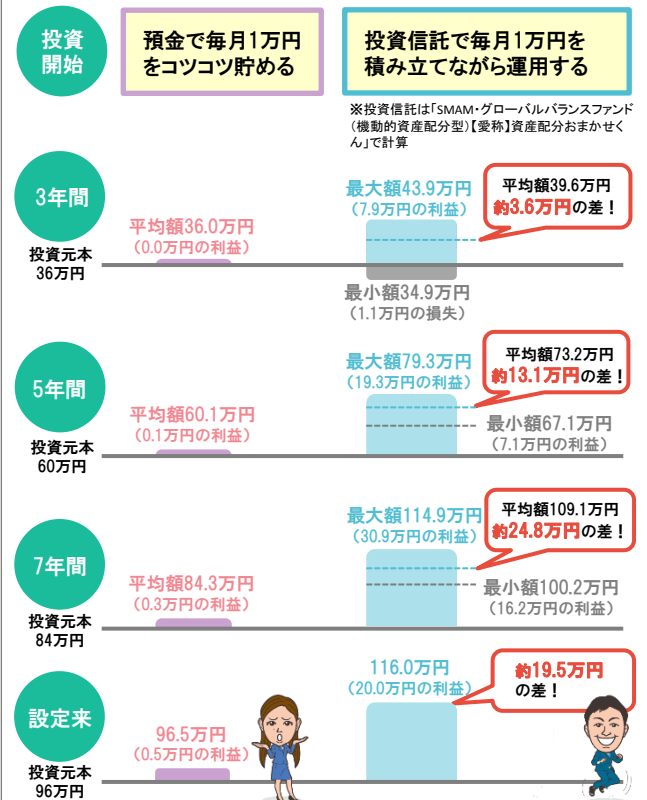 投資
開始
預金で毎月1万円
をコツコツ貯める
投資信託で毎月1万円を
積み立てながら運用する
※投資信託は「SMAM・グローバルバランスファンド
(機動的資産配分型)【愛称】資産配分おまかせく
ん」で計算
3年間
投資元本
36万円
平均額36.0万円
(0.0万円の利益)
最大額43.9万円
(7.9万円の利益)
平均額39.6万円
約3.6万円の差!
最小額34.9万円
(1.1万円の損失)
5年間
投資元本
60万円
平均額60.1万円
(0.1万円の利益)
最大額79.3万円
(19.3万円の利益)
平均額73.2万円
約13.1万円の差!
最小額67.1万円
(7.1万円の利益)
7年間
投資元本
84万円
平均額84.3万円
(0.3万円の利益)
最大額114.9万円
(30.9万円の利益)
平均額109.1万円
約24.8万円の差!
最小額100.2万円
(16.2万円の利益)
設定来
投資元本
96万円
96.5万円
(0.5万円の利益)
116.0万円
(20.0万円の利益)
約19.5万円
の差!